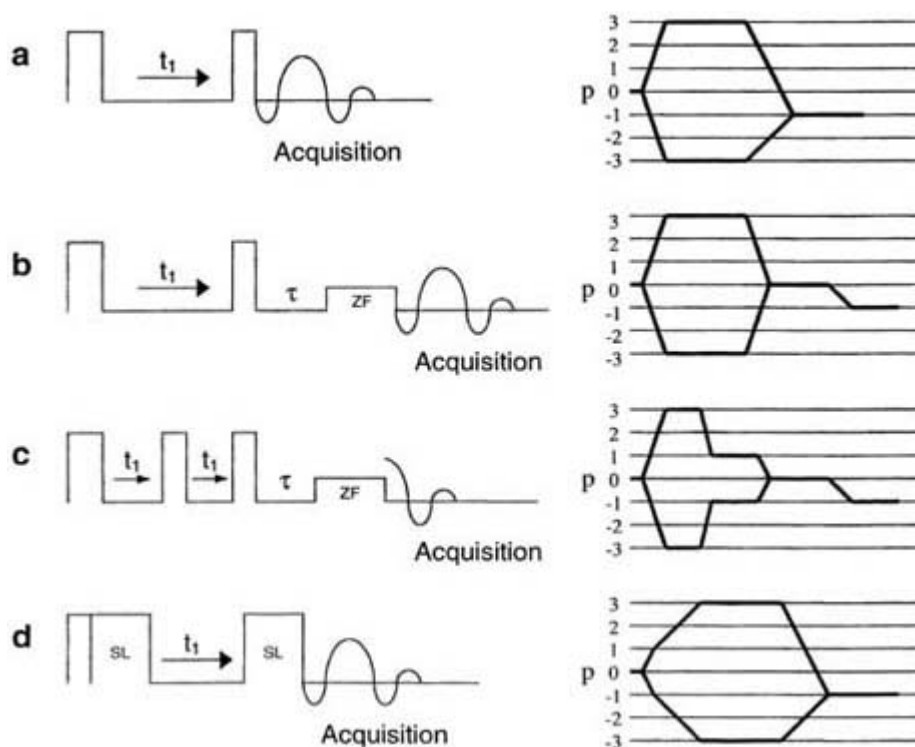 a
t₁
Acquisition
3
2
1
p 0
-1
-2
-3
b
t₁
τ
ZF
Acquisition
3
2
1
p 0
-1
-2
-3
c
t₁
t₁
τ
ZF
Acquisition
3
2
1
p 0
-1
-2
-3
d
SL
t₁
SL
Acquisition
3
2
1
p 0
-1
-2
-3